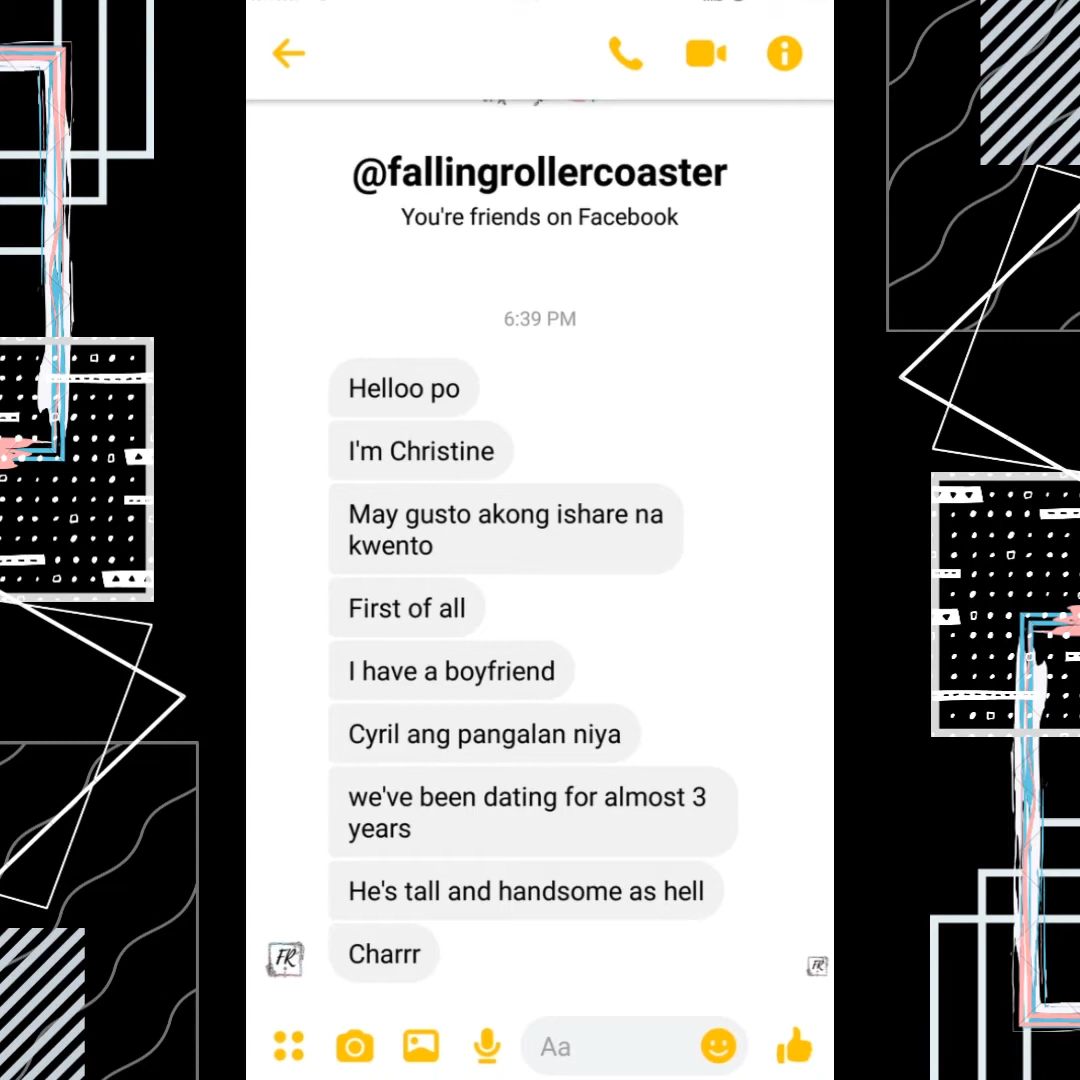 @fallingrollercoaster
You're friends on Facebook
6:39 PM
Helloo po
I'm Christine
May gusto akong ishare na
kwento
First of all
I have a boyfriend
Cyril ang pangalan niya
we've been dating for almost 3
years
He's tall and handsome as hell
Charrr
FR
FR
Aa